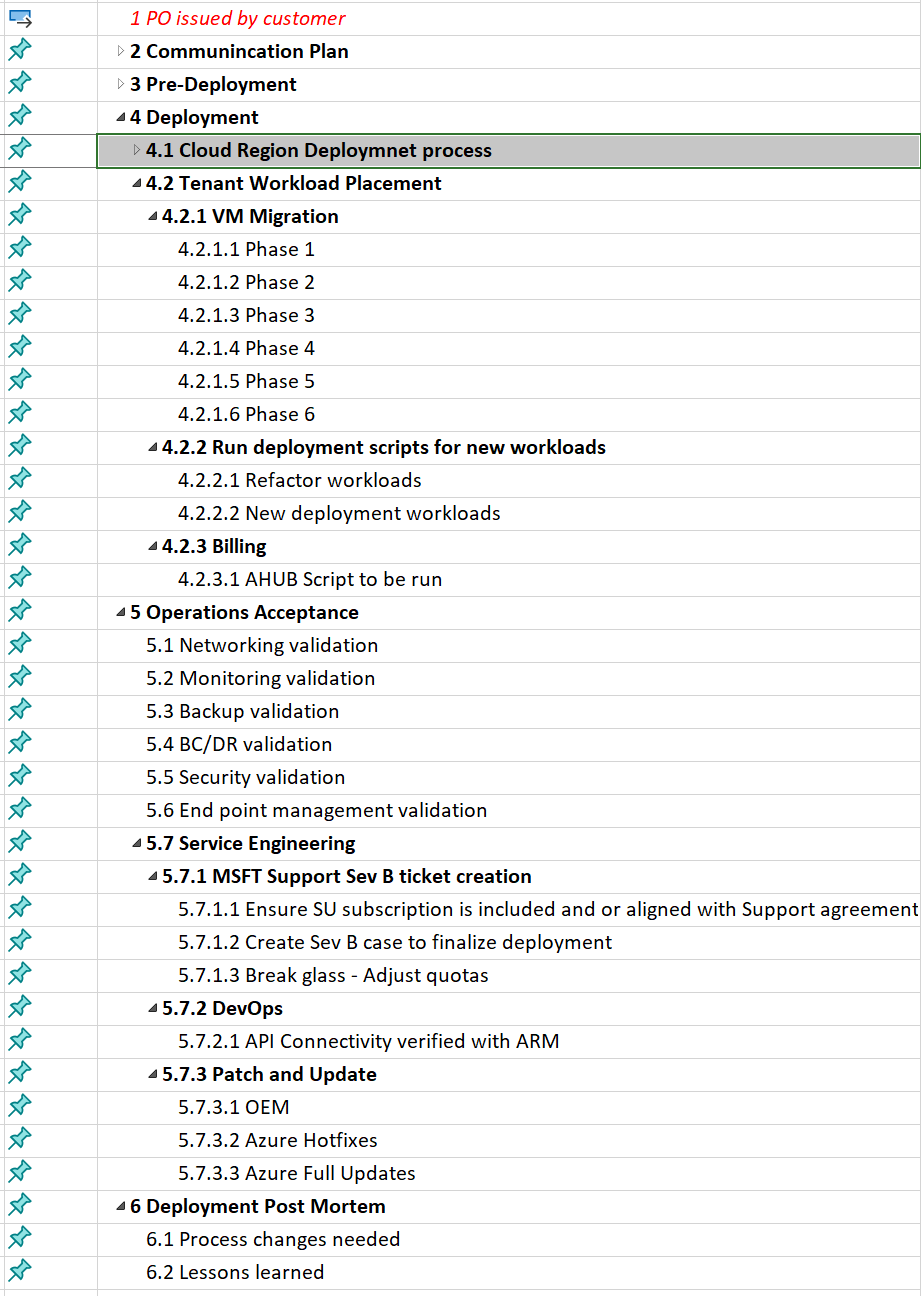 1 PO issued by customer
2 Communincation Plan
3 Pre-Deployment
4 Deployment
4.1 Cloud Region Deploymnet process
4.2 Tenant Workload Placement
4.2.1 VM Migration
4.2.1.1 Phase 1
4.2.1.2 Phase 2
4.2.1.3 Phase 3
4.2.1.4 Phase 4
4.2.1.5 Phase 5
4.2.1.6 Phase 6
4.2.2 Run deployment scripts for new workloads
4.2.2.1 Refactor workloads
4.2.2.2 New deployment workloads
4.2.3 Billing
4.2.3.1 AHUB Script to be run
5 Operations Acceptance
5.1 Networking validation
5.2 Monitoring validation
5.3 Backup validation
5.4 BC/DR validation
5.5 Security validation
5.6 End point management validation
5.7 Service Engineering
5.7.1 MSFT Support Sev B ticket creation
5.7.1.1 Ensure SU subscription is included and or aligned with Support agreement
5.7.1.2 Create Sev B case to finalize deployment
5.7.1.3 Break glass - Adjust quotas
5.7.2 DevOps
5.7.2.1 API Connectivity verified with ARM
5.7.3 Patch and Update
5.7.3.1 OEM
5.7.3.2 Azure Hotfixes
5.7.3.3 Azure Full Updates
6 Deployment Post Mortem
6.1 Process changes needed
6.2 Lessons learned